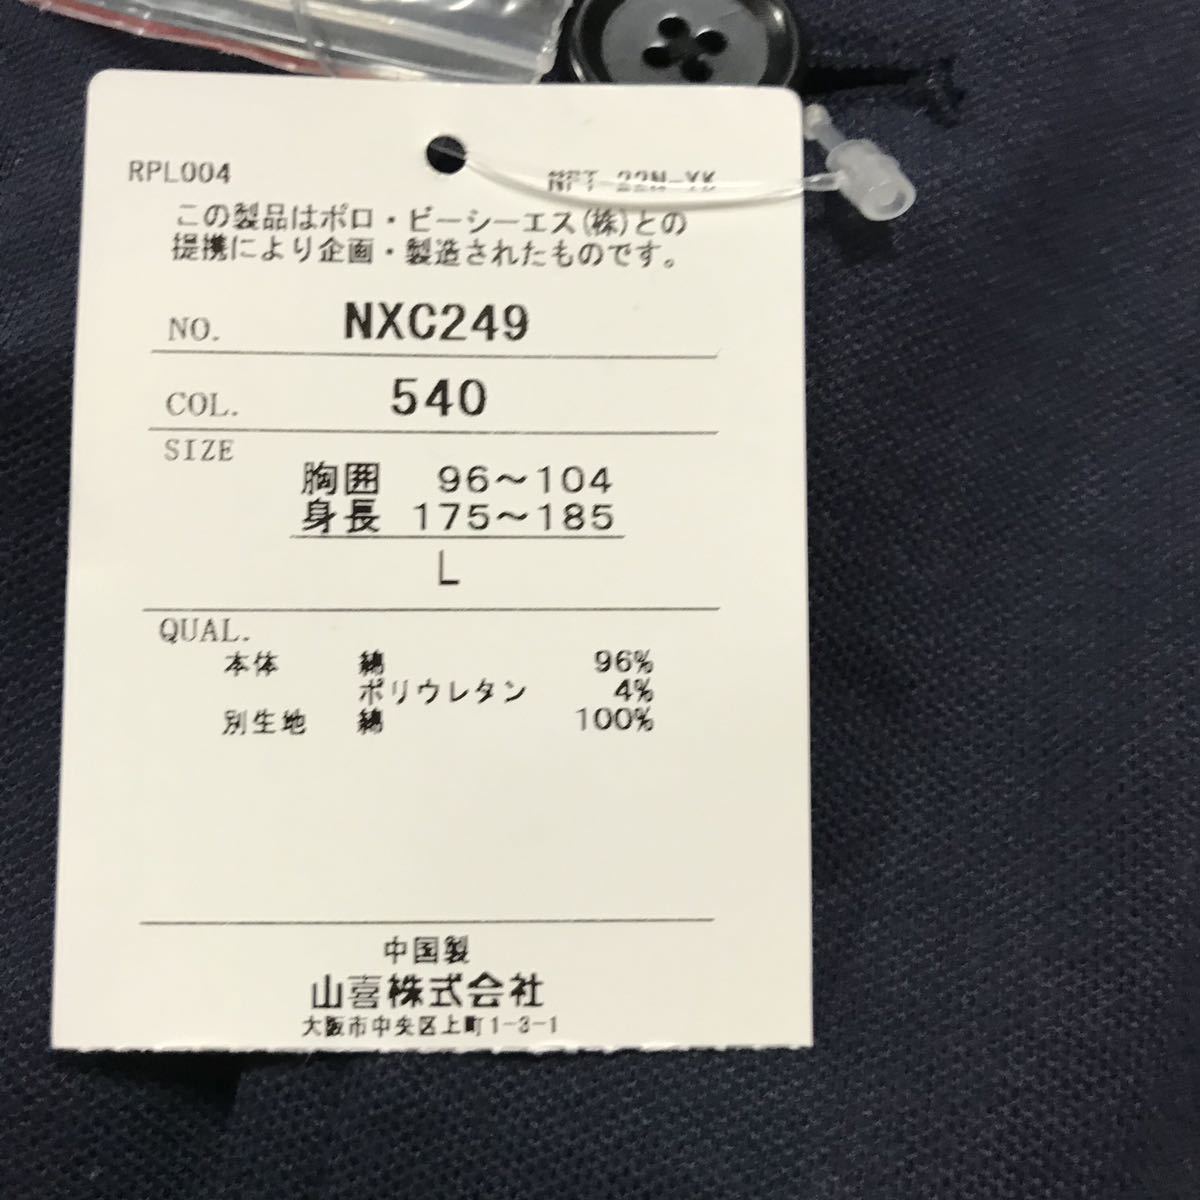 RPL004
NFT-22N-YK
この製品はポロ・ビーシーエス(株)との
提携により企画・製造されたものです。
NO. NXC249
COL. 540
SIZE
胸囲 96～104
身長 175～185
L
QUAL.
本体 綿 96%
ポリウレタン 4%
別生地 綿 100%
中国製
山喜株式会社
大阪市中央区上町1-3-1